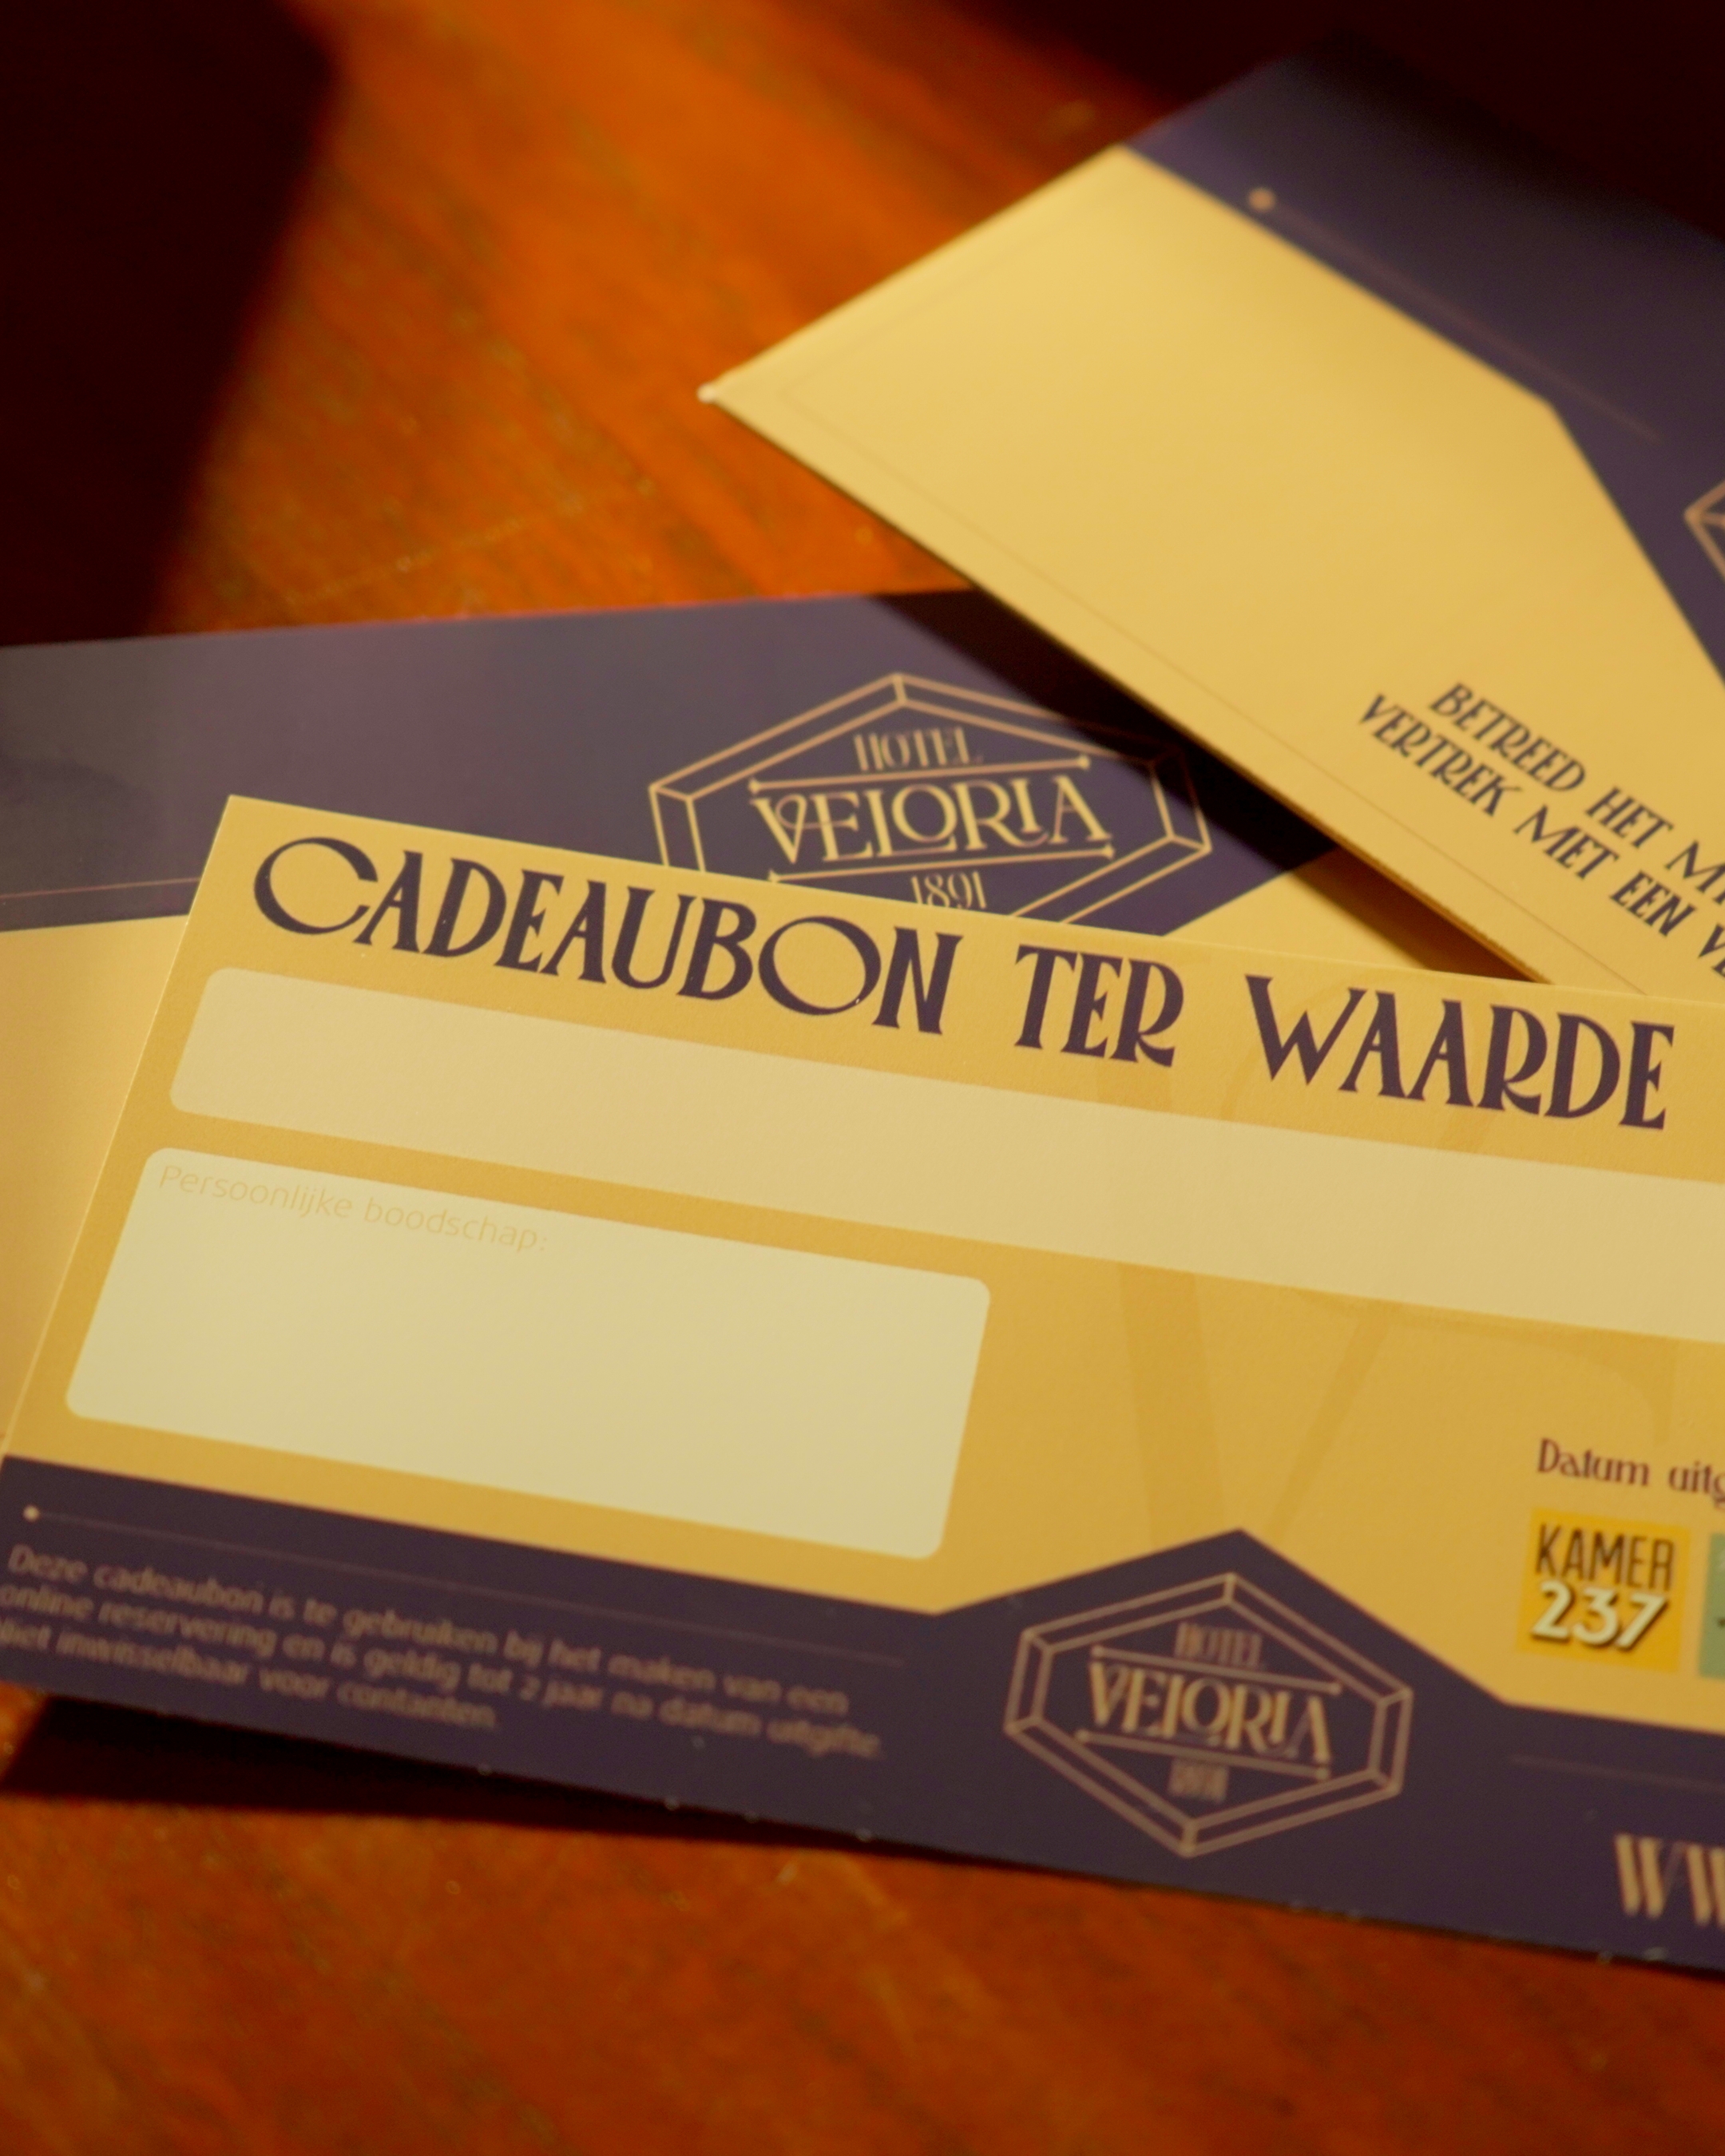 BETREED HET
VERTREK MET EEN
HOTEL
VELORIA
1891
CADEAUBON TER WAARDE
Persoonlijke boodschap:
Datum
KAMER
237
Deze cadeaubon is te gebruiken bij het maken van een
online reservering en is geldig tot 2 jaar na datum uitgifte.
Niet inwisselbaar voor contanten.
HOTEL
VELORIA